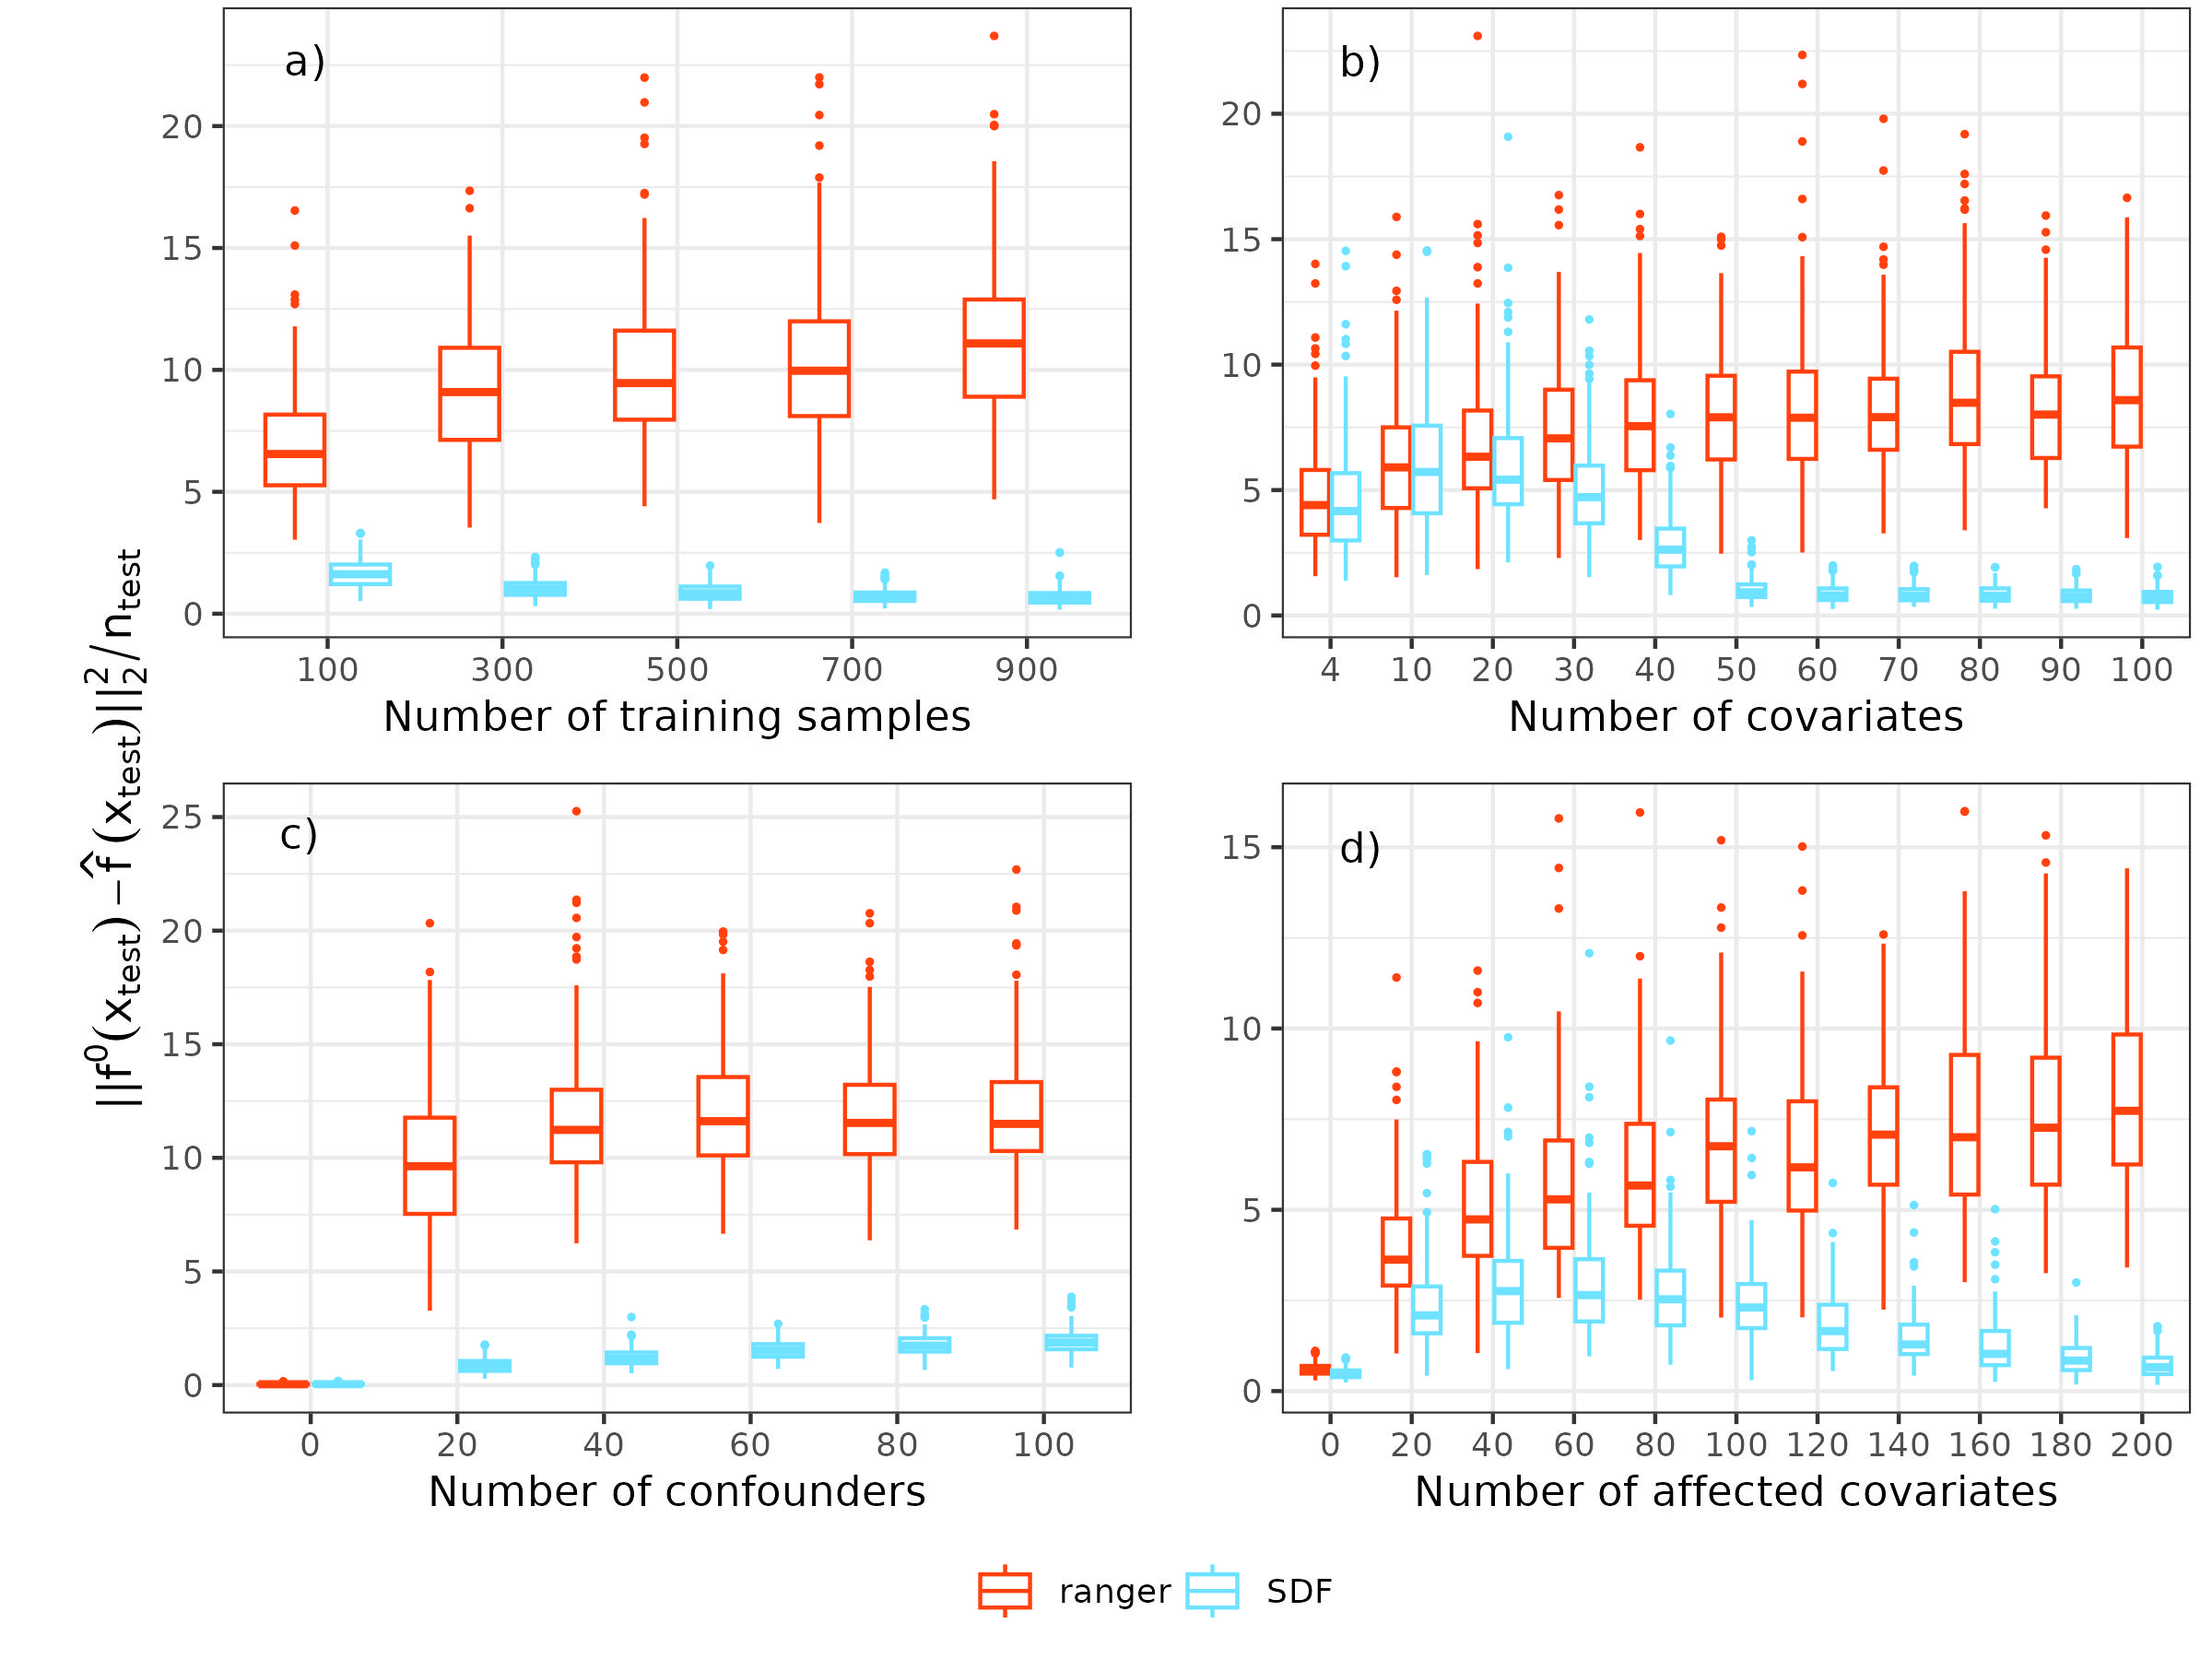 ||f⁰(x_test)−f̂(x_test)||₂²/n_test
a)
20
15
10
5
0
100 300 500 700 900
Number of training samples
b)
20
15
10
5
0
4 10 20 30 40 50 60 70 80 90 100
Number of covariates
c)
25
20
15
10
5
0
0 20 40 60 80 100
Number of confounders
d)
15
10
5
0
0 20 40 60 80 100 120 140 160 180 200
Number of affected covariates
ranger SDF